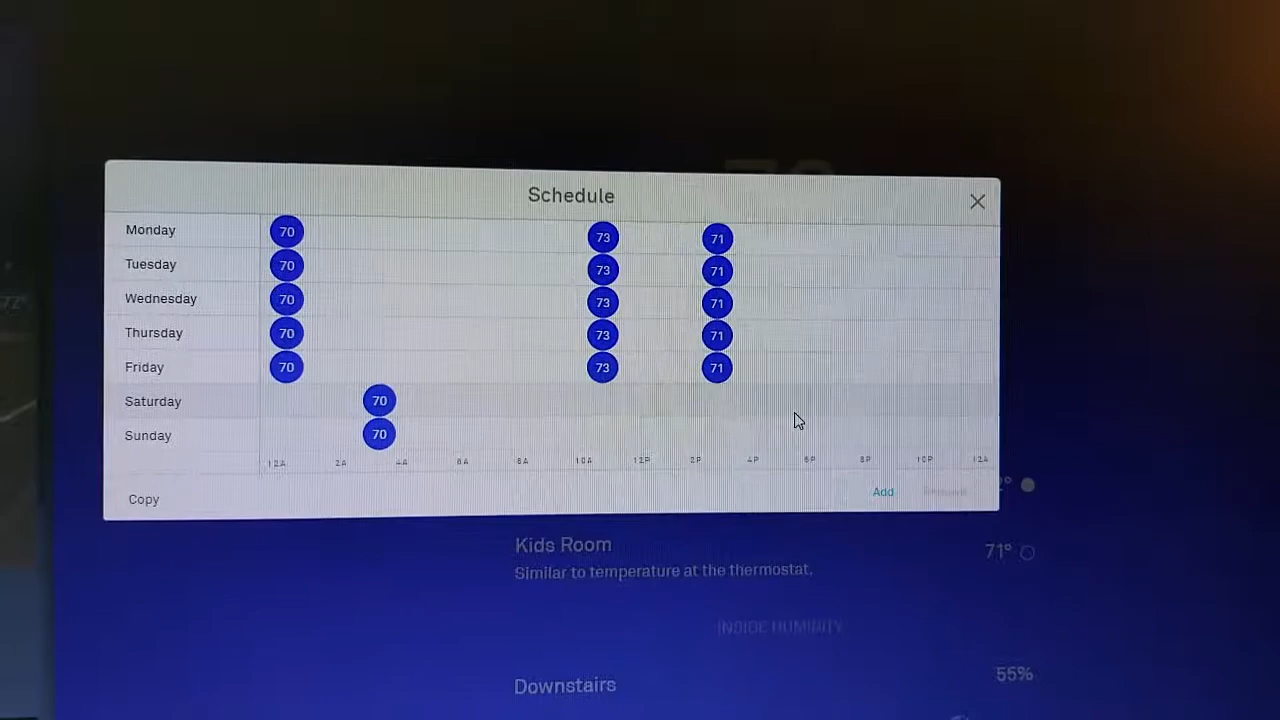 Schedule
Monday 70 73 71
Tuesday 70 73 71
Wednesday 70 73 71
Thursday 70 73 71
Friday 70 73 71
Saturday 70
Sunday 70
12A 2A 4A 6A 8A 10A 12P 2P 4P 6P 8P 10P 12A
Copy Add Remove
Kids Room 71°
Similar to temperature at the thermostat.
INSIDE HUMIDITY
Downstairs 55%